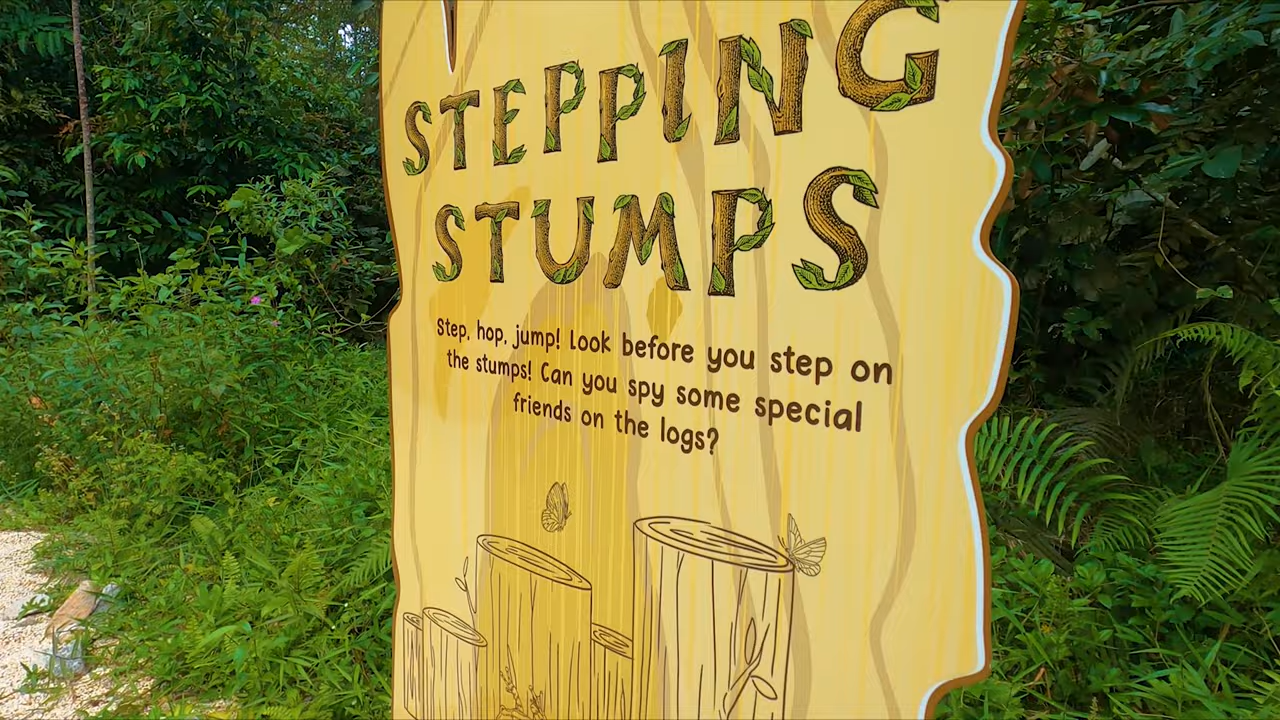 STEPPING
STUMPS
Step, hop, jump! Look before you step on
the stumps! Can you spy some special
friends on the logs?